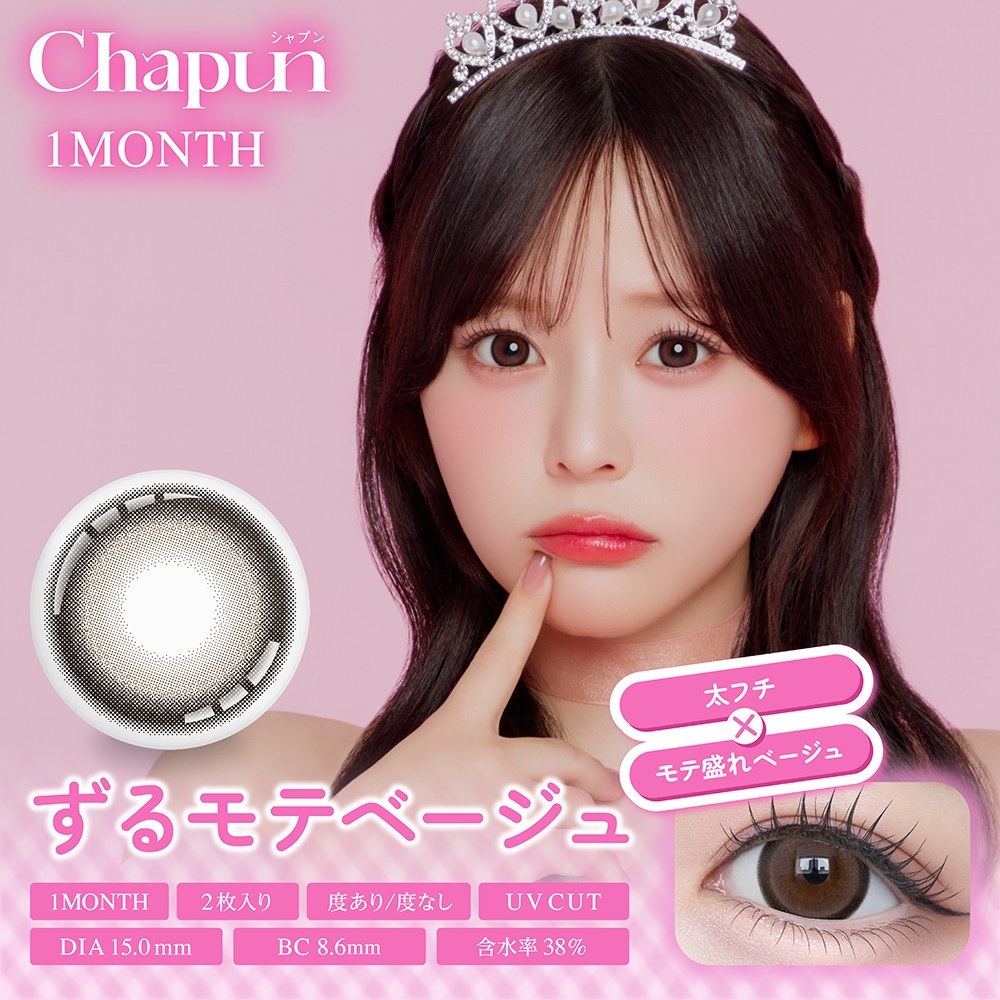 シャプン
Chapun
1MONTH
太フチ
×
モテ盛れベージュ
ずるモテベージュ
1MONTH
2枚入り
度あり/度なし
UV CUT
DIA 15.0mm
BC 8.6mm
含水率 38%